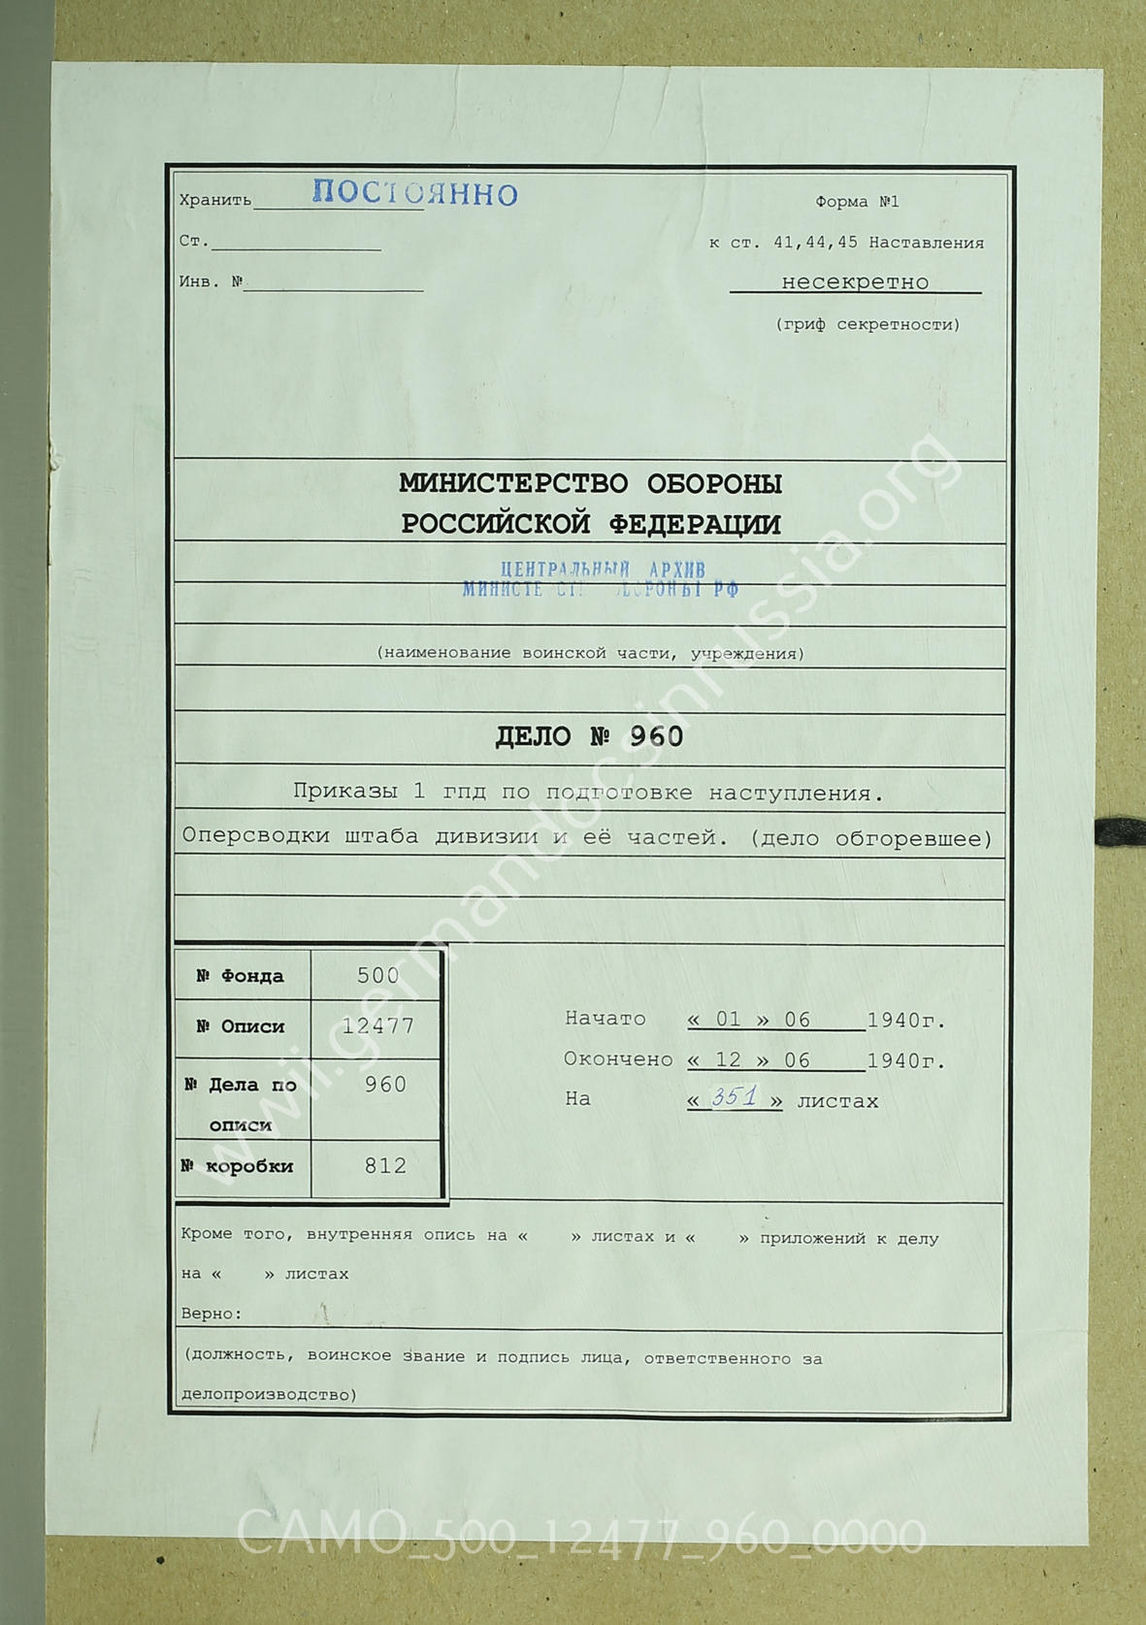 Хранить ПОСТОЯННО
Форма №1
Ст.
к ст. 41,44,45 Наставления
Инв. №
несекретно
(гриф секретности)
МИНИСТЕРСТВО ОБОРОНЫ
РОССИЙСКОЙ ФЕДЕРАЦИИ
ЦЕНТРАЛЬНЫЙ АРХИВ
РФ
(наименование воинской части, учреждения)
ДЕЛО № 960
Приказы 1 гпд по подготовке наступления.
Оперсводки штаба дивизии и её частей. (дело обгоревшее)
№ Фонда 500
№ Описи 12477
№ Дела по описи 960
№ коробки 812
Начато « 01 » 06 1940г.
Окончено « 12 » 06 1940г.
На « 351 » листах
Кроме того, внутренняя опись на « » листах и « » приложений к делу
на « » листах
Верно:
(должность, воинское звание и подпись лица, ответственного за
делопроизводство)
wwii.germandocsinrussia.org
CAMO_500_12477_960_0000